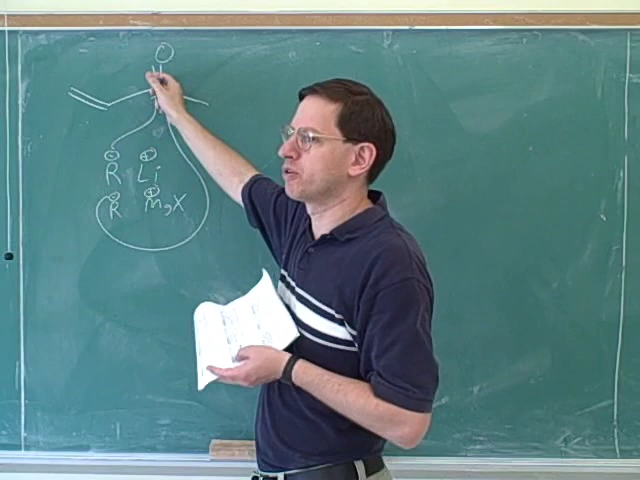 O
⊖ ⊕
R Li
⊖ ⊕
R MgX